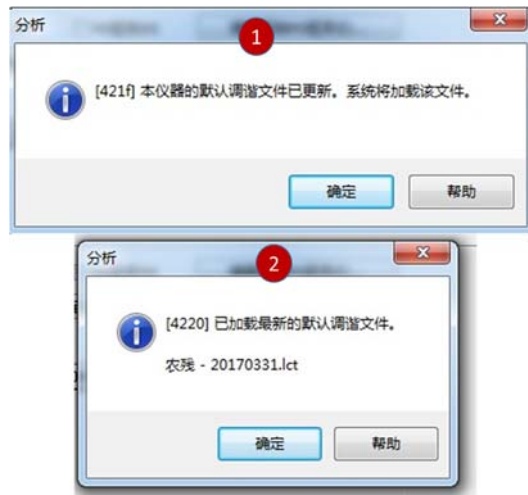 分析
1
[421f] 本仪器的默认调谐文件已更新。系统将加载该文件。
确定
帮助
分析
2
[4220] 已加载最新的默认调谐文件。
农残 - 20170331.lct
确定
帮助